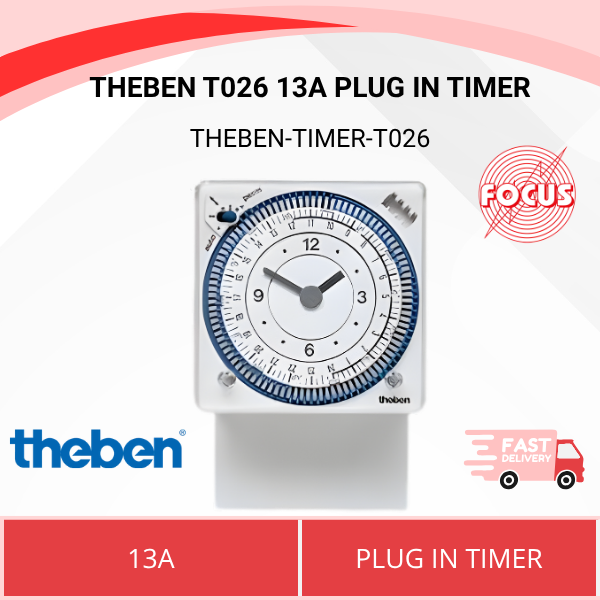 THEBEN T026 13A PLUG IN TIMER
THEBEN-TIMER-T026
FOCUS
12
9
3
6
theben
theben®
FAST
DELIVERY
13A
PLUG IN TIMER